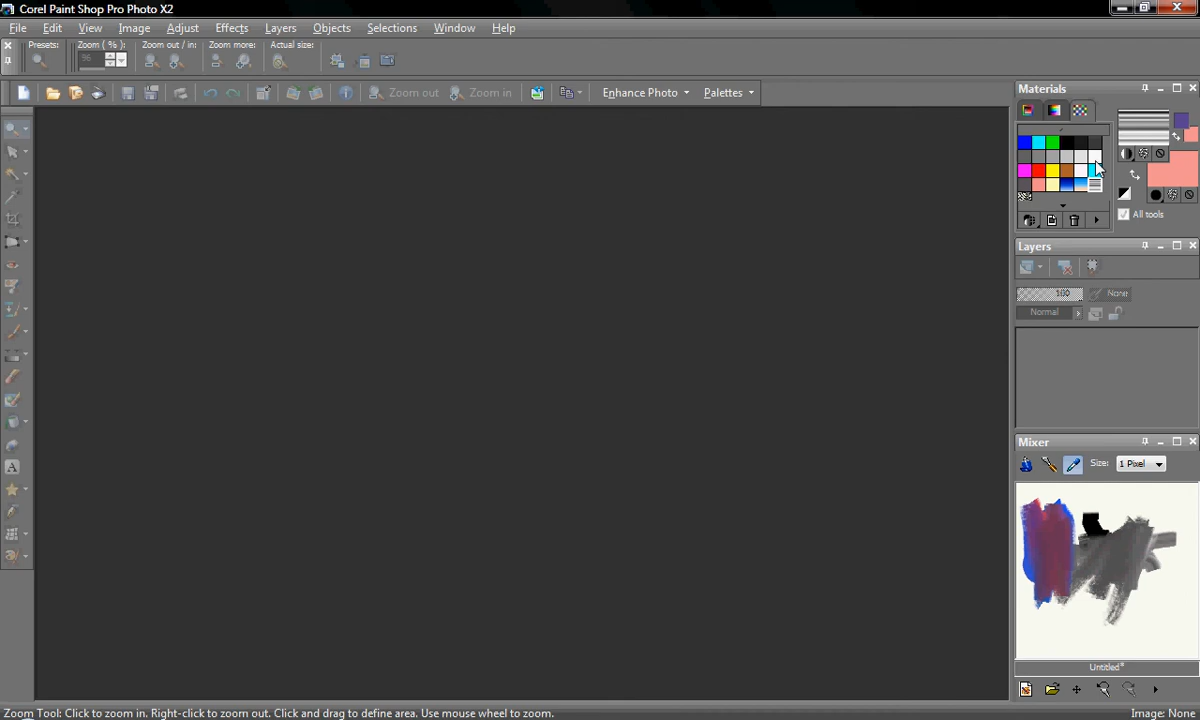 Corel Paint Shop Pro Photo X2
File Edit View Image Adjust Effects Layers Objects Selections Window Help
Presets: Zoom ( % ): Zoom out / in: Zoom more: Actual size:
%
Zoom out Zoom in Enhance Photo Palettes
Materials
All tools
Layers
100 None
Normal
Mixer
Size: 1 Pixel
Untitled*
Zoom Tool: Click to zoom in. Right-click to zoom out. Click and drag to define area. Use mouse wheel to zoom. Image: None